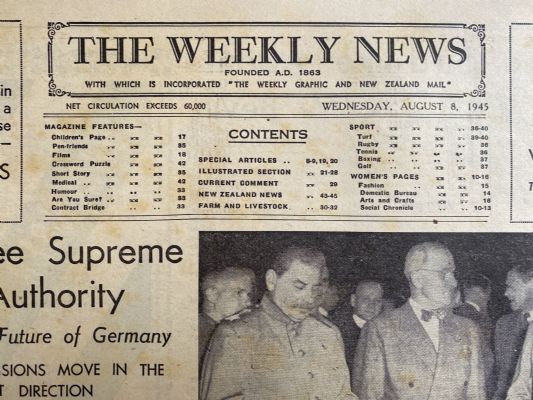 THE WEEKLY NEWS
FOUNDED A.D. 1863
WITH WHICH IS INCORPORATED "THE WEEKLY GRAPHIC AND NEW ZEALAND MAIL"
NET CIRCULATION EXCEEDS 60,000
WEDNESDAY, AUGUST 8, 1945
MAGAZINE FEATURES—
Children's Page .. 17
Pen-friends 35
Films 18
Crossword Puzzle 42
Short Story 35
Medical .. 42
Humour .. 33
Are You Sure? .. 33
Contract Bridge .. 33
CONTENTS
SPECIAL ARTICLES .. 8-9, 19, 20
ILLUSTRATED SECTION 21-28
CURRENT COMMENT 29
NEW ZEALAND NEWS .. 43-45
FARM AND LIVESTOCK.. 30-32
SPORT 36-40
Turf 39-40
Rugby 36
Tennis .. 36
Boxing 37
Golf .. 37
WOMEN'S PAGES 10-16
Fashion .. 15
Domestic Bureau .. 14
Arts and Crafts 16
Social Chronicle .. 10-13
in
a
se
S
ee Supreme
Authority
Future of Germany
SIONS MOVE IN THE
T DIRECTION